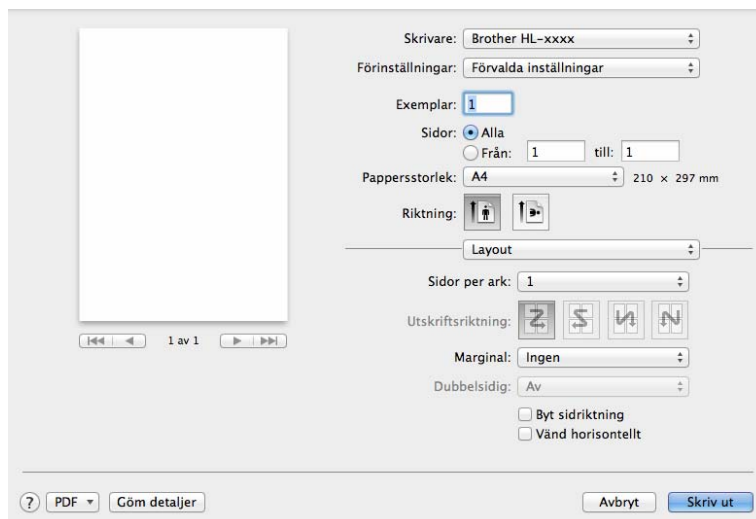 Skrivare: Brother HL-xxxx
Förinställningar: Förvalda inställningar
Exemplar: 1
Sidor: Alla
Från: 1 till: 1
Pappersstorlek: A4 210 × 297 mm
Riktning:
Layout
Sidor per ark: 1
Utskriftsriktning:
Marginal: Ingen
Dubbelsidig: Av
Byt sidriktning
Vänd horisontellt
1 av 1
? PDF Göm detaljer Avbryt Skriv ut